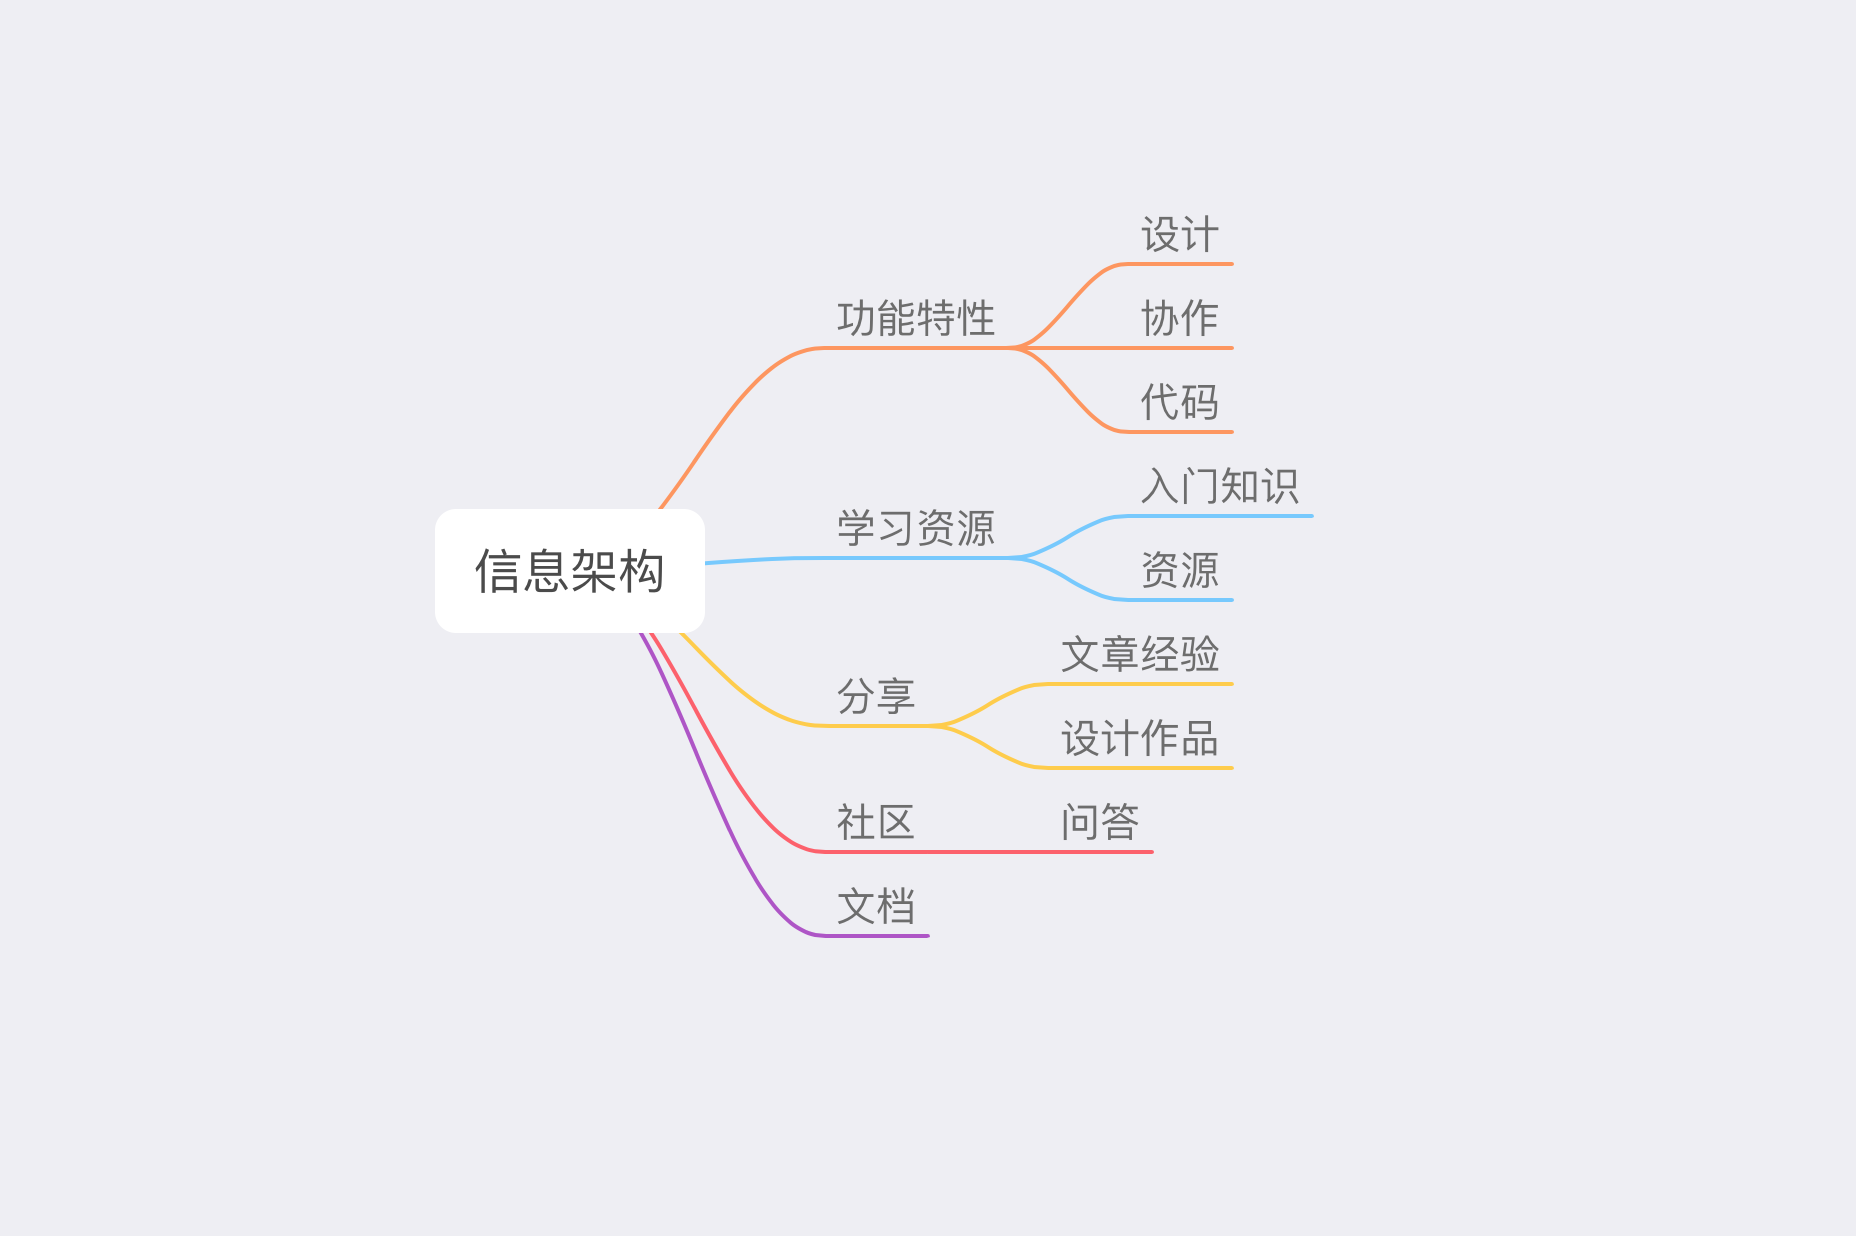 信息架构
功能特性
设计
协作
代码
学习资源
入门知识
资源
分享
文章经验
设计作品
社区
问答
文档